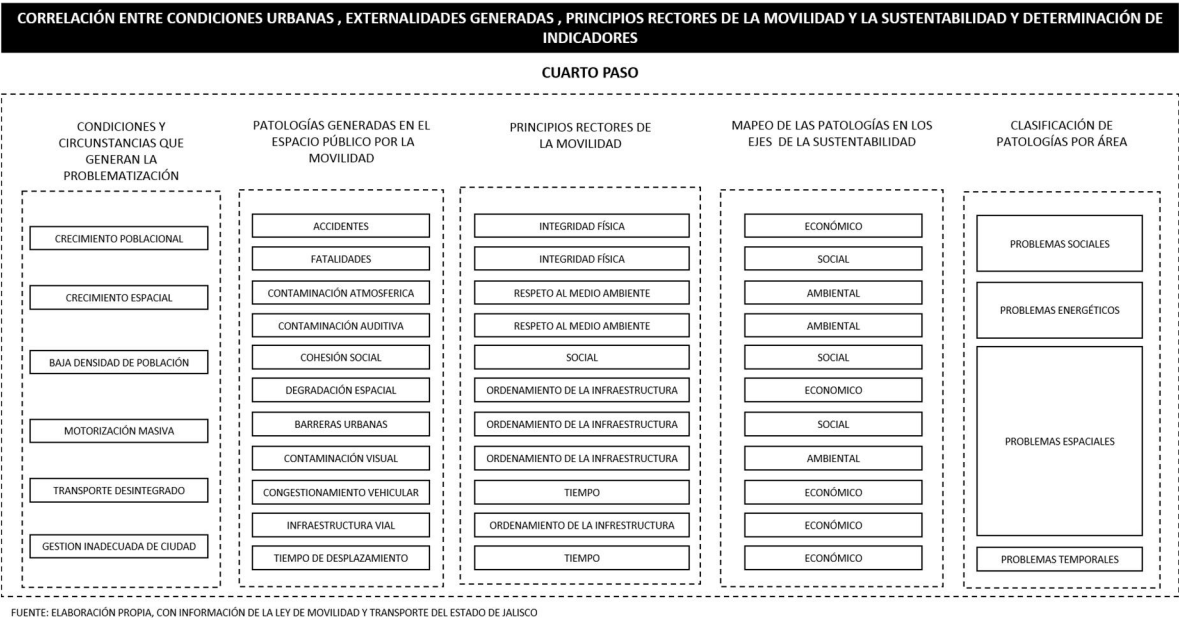 CORRELACIÓN ENTRE CONDICIONES URBANAS , EXTERNALIDADES GENERADAS , PRINCIPIOS RECTORES DE LA MOVILIDAD Y LA SUSTENTABILIDAD Y DETERMINACIÓN DE
INDICADORES
CUARTO PASO
CONDICIONES Y
CIRCUNSTANCIAS QUE
GENERAN LA
PROBLEMATIZACIÓN
CRECIMIENTO POBLACIONAL
CRECIMIENTO ESPACIAL
BAJA DENSIDAD DE POBLACIÓN
MOTORIZACIÓN MASIVA
TRANSPORTE DESINTEGRADO
GESTION INADECUADA DE CIUDAD
PATOLOGÍAS GENERADAS EN EL
ESPACIO PÚBLICO POR LA
MOVILIDAD
ACCIDENTES
FATALIDADES
CONTAMINACIÓN ATMOSFERICA
CONTAMINACIÓN AUDITIVA
COHESIÓN SOCIAL
DEGRADACIÓN ESPACIAL
BARRERAS URBANAS
CONTAMINACIÓN VISUAL
CONGESTIONAMIENTO VEHICULAR
INFRAESTRUCTURA VIAL
TIEMPO DE DESPLAZAMIENTO
PRINCIPIOS RECTORES DE
LA MOVILIDAD
INTEGRIDAD FÍSICA
INTEGRIDAD FÍSICA
RESPETO AL MEDIO AMBIENTE
RESPETO AL MEDIO AMBIENTE
SOCIAL
ORDENAMIENTO DE LA INFRAESTRUCTURA
ORDENAMIENTO DE LA INFRAESTRUCTURA
ORDENAMIENTO DE LA INFRAESTRUCTURA
TIEMPO
ORDENAMIENTO DE LA INFRESTRUCTURA
TIEMPO
MAPEO DE LAS PATOLOGÍAS EN LOS
EJES DE LA SUSTENTABILIDAD
ECONÓMICO
SOCIAL
AMBIENTAL
AMBIENTAL
SOCIAL
ECONOMICO
SOCIAL
AMBIENTAL
ECONÓMICO
ECONÓMICO
ECONÓMICO
CLASIFICACIÓN DE
PATOLOGÍAS POR ÁREA
PROBLEMAS SOCIALES
PROBLEMAS ENERGÉTICOS
PROBLEMAS ESPACIALES
PROBLEMAS TEMPORALES
FUENTE: ELABORACIÓN PROPIA, CON INFORMACIÓN DE LA LEY DE MOVILIDAD Y TRANSPORTE DEL ESTADO DE JALISCO